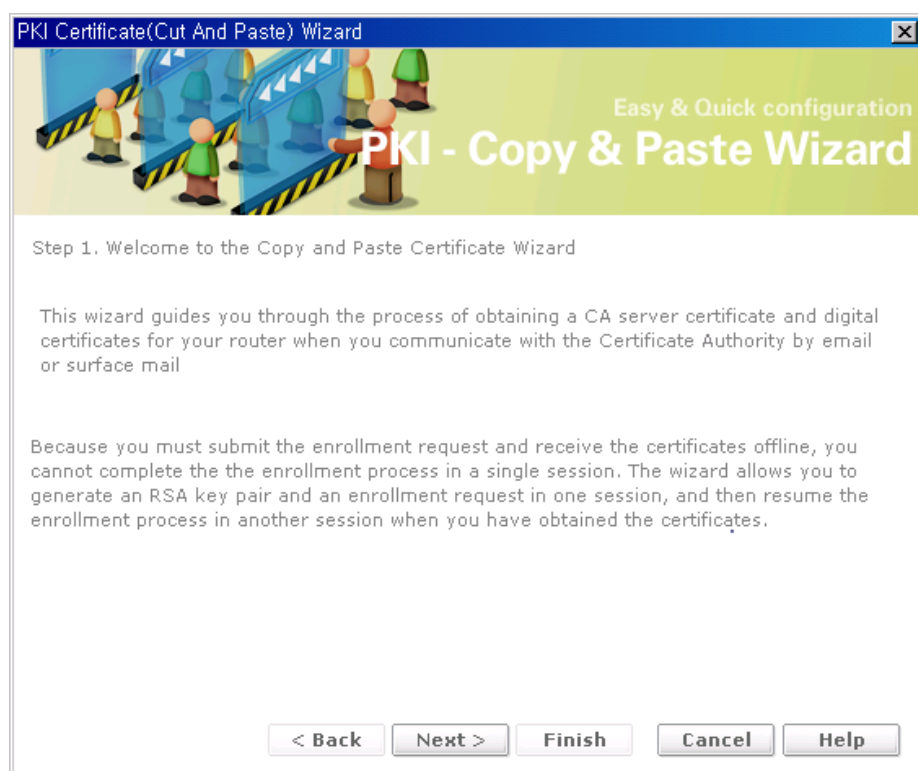 PKI Certificate(Cut And Paste) Wizard
Easy & Quick configuration
PKI - Copy & Paste Wizard
Step 1. Welcome to the Copy and Paste Certificate Wizard
This wizard guides you through the process of obtaining a CA server certificate and digital
certificates for your router when you communicate with the Certificate Authority by email
or surface mail
Because you must submit the enrollment request and receive the certificates offline, you
cannot complete the the enrollment process in a single session. The wizard allows you to
generate an RSA key pair and an enrollment request in one session, and then resume the
enrollment process in another session when you have obtained the certificates.
< Back Next > Finish Cancel Help